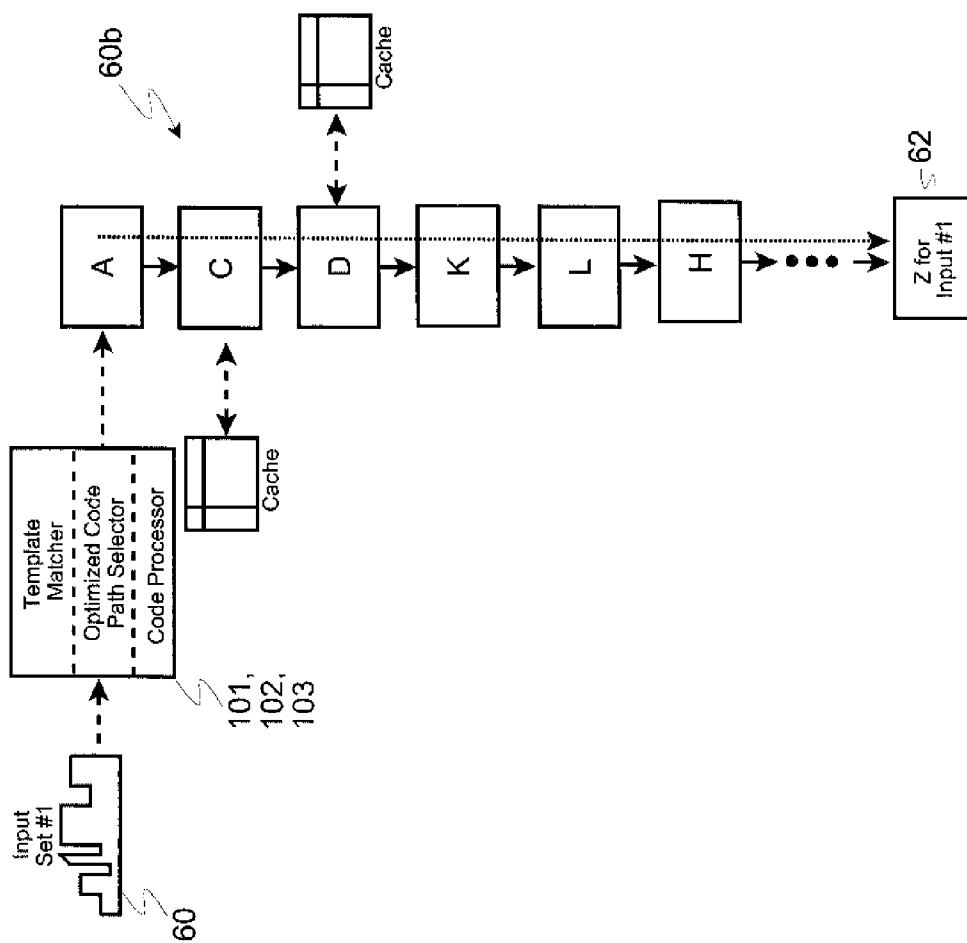 Input
Set #1
60
Template
Matcher
Optimized Code
Path Selector
Code Processor
101,
102,
103
Cache
A
C
D
K
L
H
60b
Cache
Z for
Input #1
62